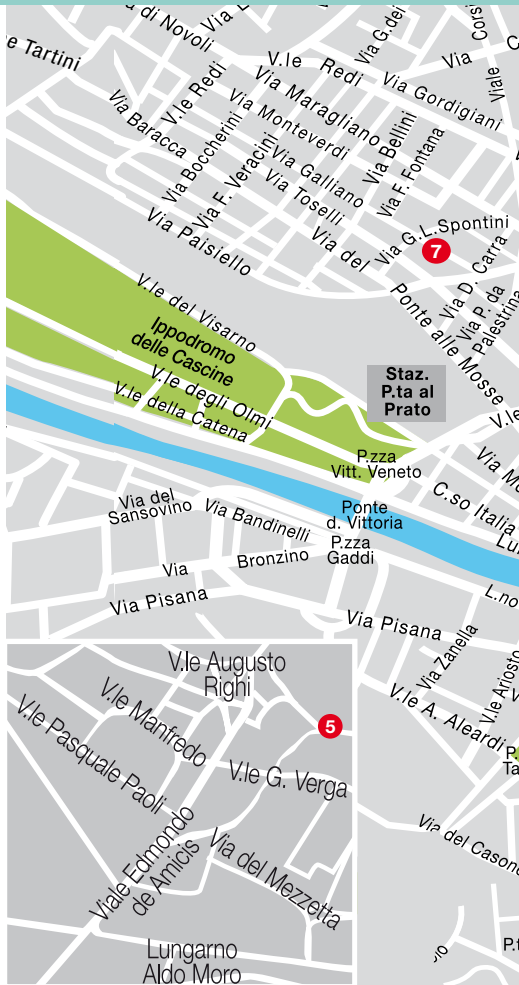 a di Novoli
e Tartini
V.le Redi
V.le Redi
Via G.dei
Via
C
Viale
Corsi
Via Gordigiani
Via Maragliano
Via Monteverdi
Via Baracca
Via Boccherini
Via F. Veracini
Via Galliano
Via Toselli
Via Bellini
Via F. Fontana
Via Paisiello
Via del
Ponte alle Mosse
Via G.L.Spontini
7
Via D. Carra
Via P. da
Palestrina
V.le del Visarno
Ippodromo
delle Cascine
V.le degli Olmi
V.le della Catena
Staz.
P.ta al
Prato
V.le
P.zza
Vitt. Veneto
Via Mo
C.so Italia
Lun
Ponte
d. Vittoria
P.zza
Gaddi
Via del
Sansovino
Via Bandinelli
Via Bronzino
Via Pisana
Via Pisana
L.no
Via Zanella
V.le Ariosto
V.le A. Aleardi
P.
Ta
Via del Casone
P.t
V.le Augusto
Righi
V.le Manfredo
5
V.le Pasquale Paoli
V.le G. Verga
Viale Edmondo
de Amicis
Via del Mezzetta
Lungarno
Aldo Moro